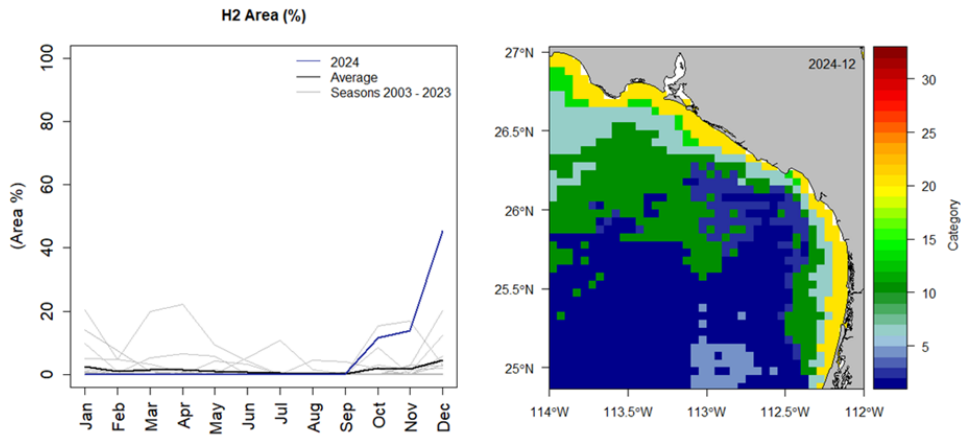 H2 Area (%)
(Area %)
100
80
60
40
20
0
2024
Average
Seasons 2003 - 2023
Jan
Feb
Mar
Apr
May
Jun
Jul
Aug
Sep
Oct
Nov
Dec
27°N
26.5°N
26°N
25.5°N
25°N
2024-12
114°W
113.5°W
113°W
112.5°W
112°W
30
25
20
15
10
5
Category